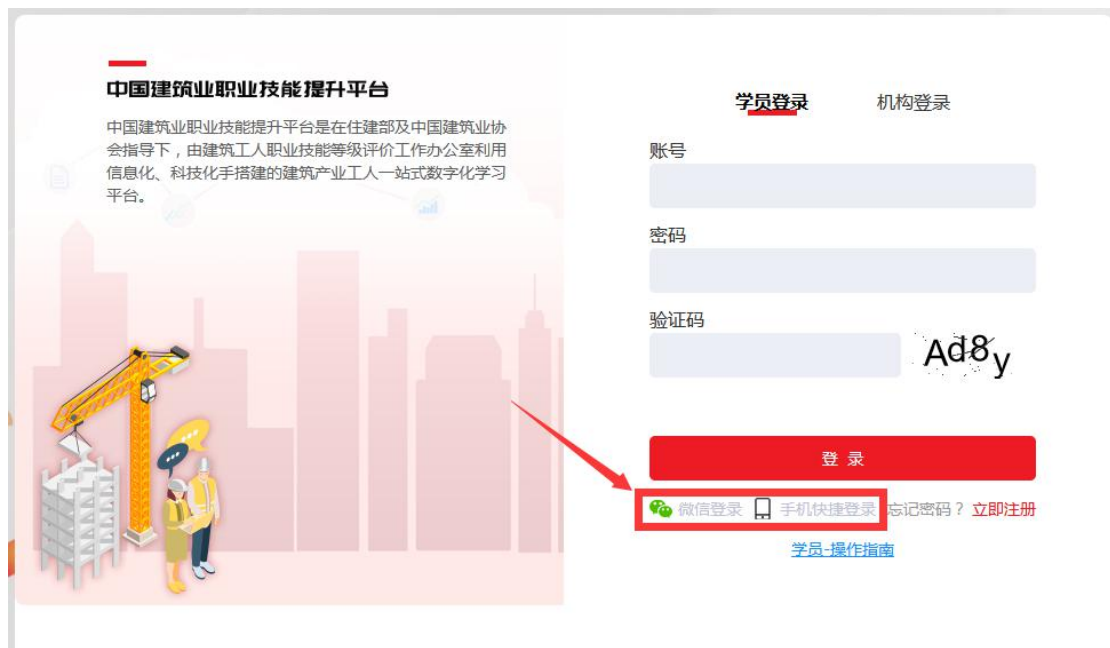 中国建筑业职业技能提升平台
中国建筑业职业技能提升平台是在住建部及中国建筑业协
会指导下，由建筑工人职业技能等级评价工作办公室利用
信息化、科技化手搭建的建筑产业工人一站式数字化学习
平台。
学员登录 机构登录
账号
密码
验证码
Ad8y
登 录
微信登录 手机快捷登录 忘记密码？ 立即注册
学员-操作指南